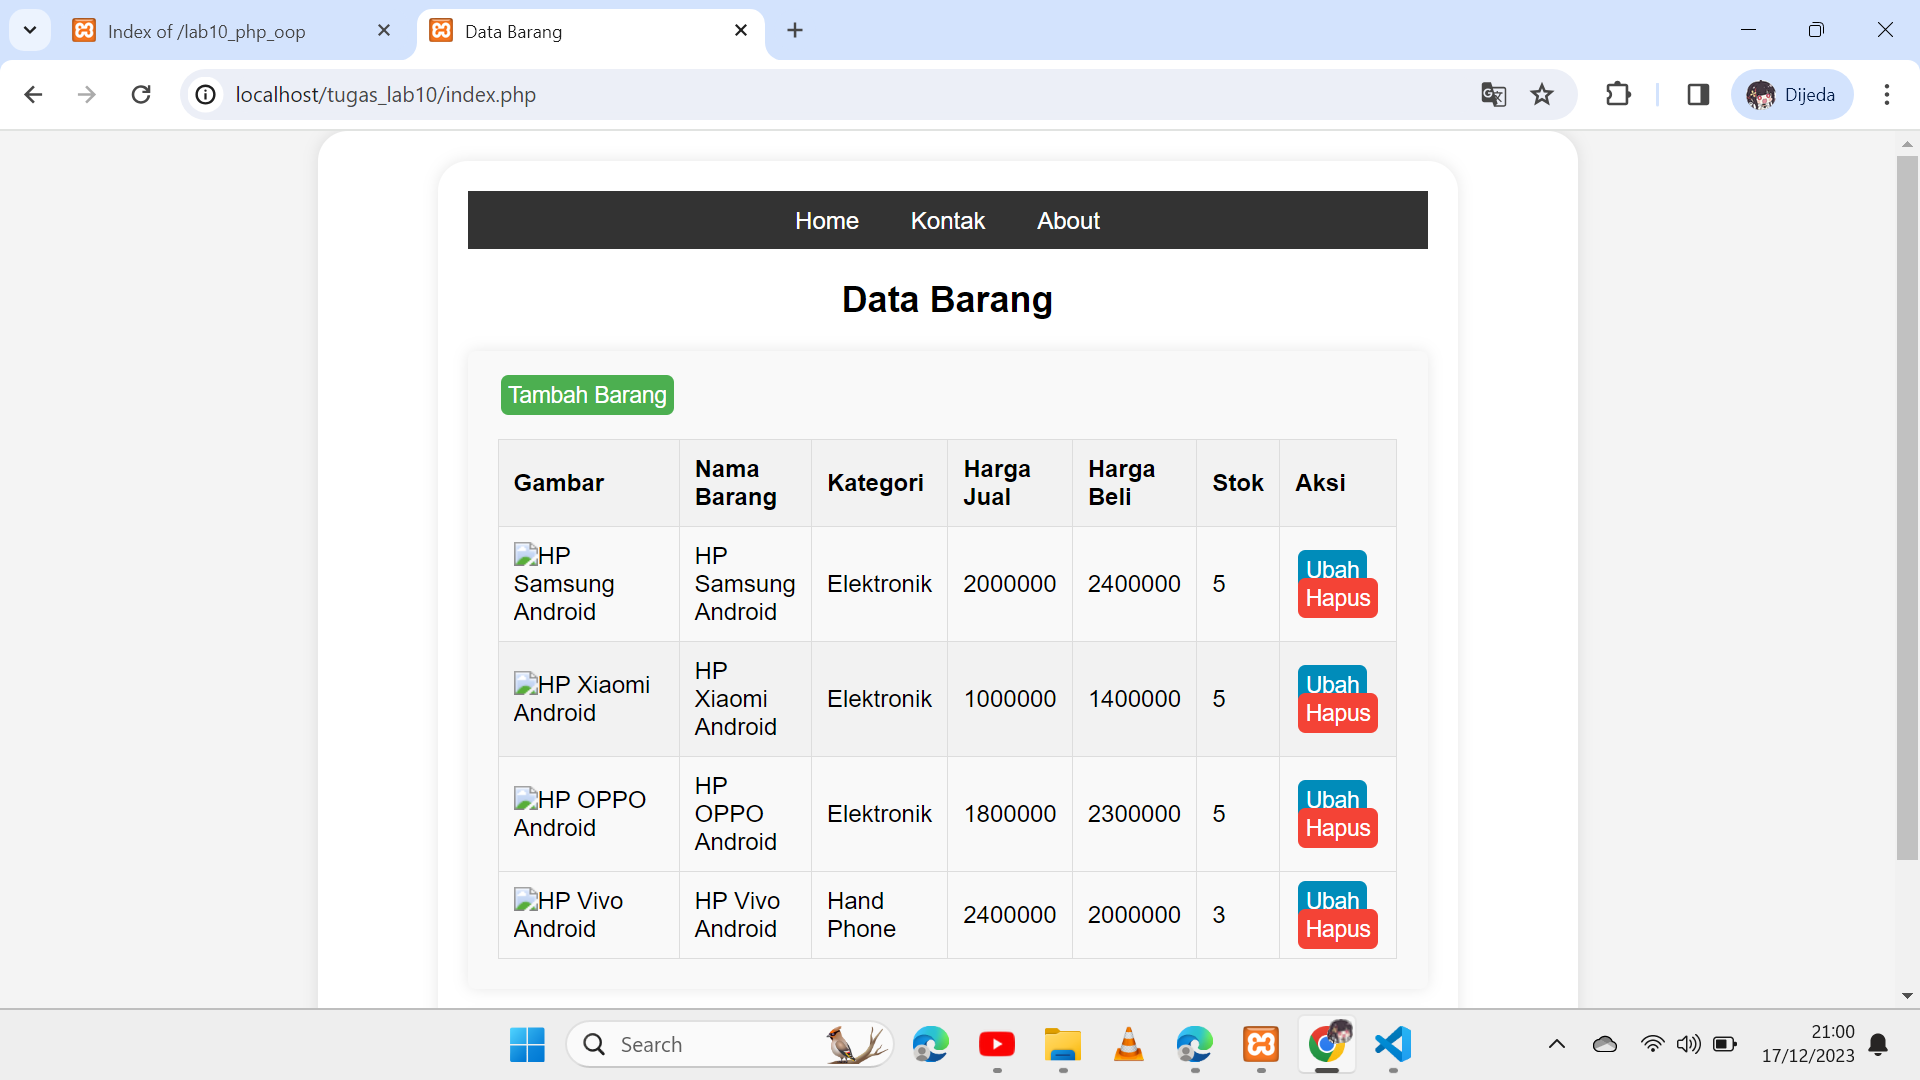 Index of /lab10_php_oop
Data Barang
localhost/tugas_lab10/index.php
Dijeda
Home Kontak About
Data Barang
Tambah Barang
Gambar Nama Barang Kategori Harga Jual Harga Beli Stok Aksi
HP Samsung Android HP Samsung Android Elektronik 2000000 2400000 5 Ubah Hapus
HP Xiaomi Android HP Xiaomi Android Elektronik 1000000 1400000 5 Ubah Hapus
HP OPPO Android HP OPPO Android Elektronik 1800000 2300000 5 Ubah Hapus
HP Vivo Android HP Vivo Android Hand Phone 2400000 2000000 3 Ubah Hapus
Search
21:00
17/12/2023